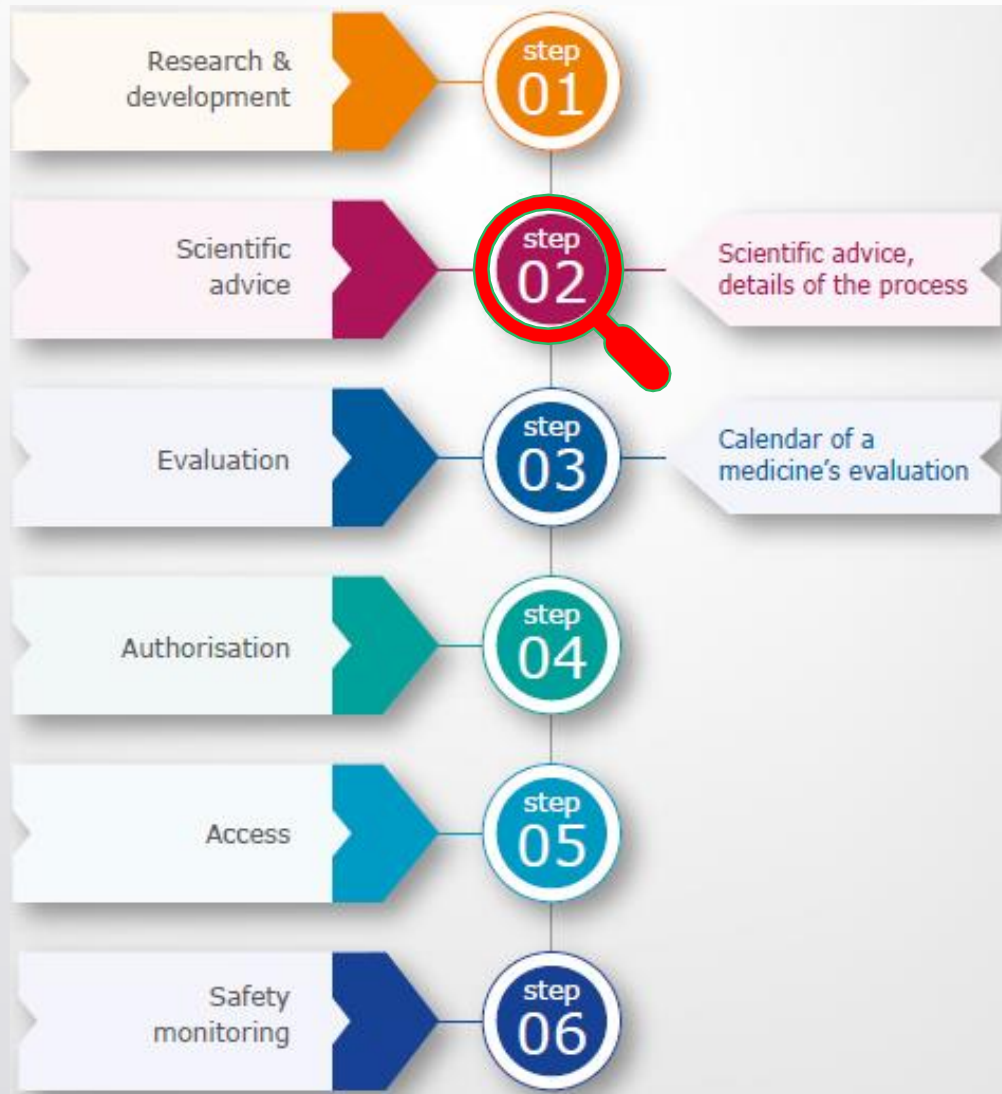 Research &
development
step
01
Scientific
advice
step
02
Scientific advice,
details of the process
Evaluation
step
03
Calendar of a
medicine's evaluation
Authorisation
step
04
Access
step
05
Safety
monitoring
step
06